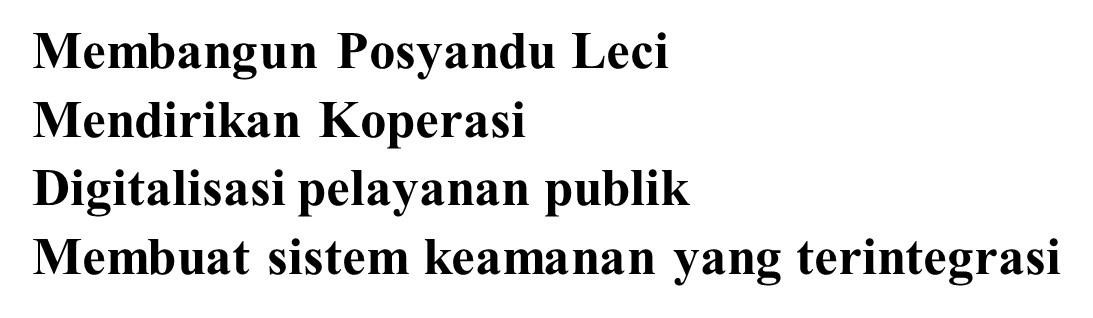 Membangun Posyandu Leci
Mendirikan Koperasi
Digitalisasi pelayanan publik
Membuat sistem keamanan yang terintegrasi